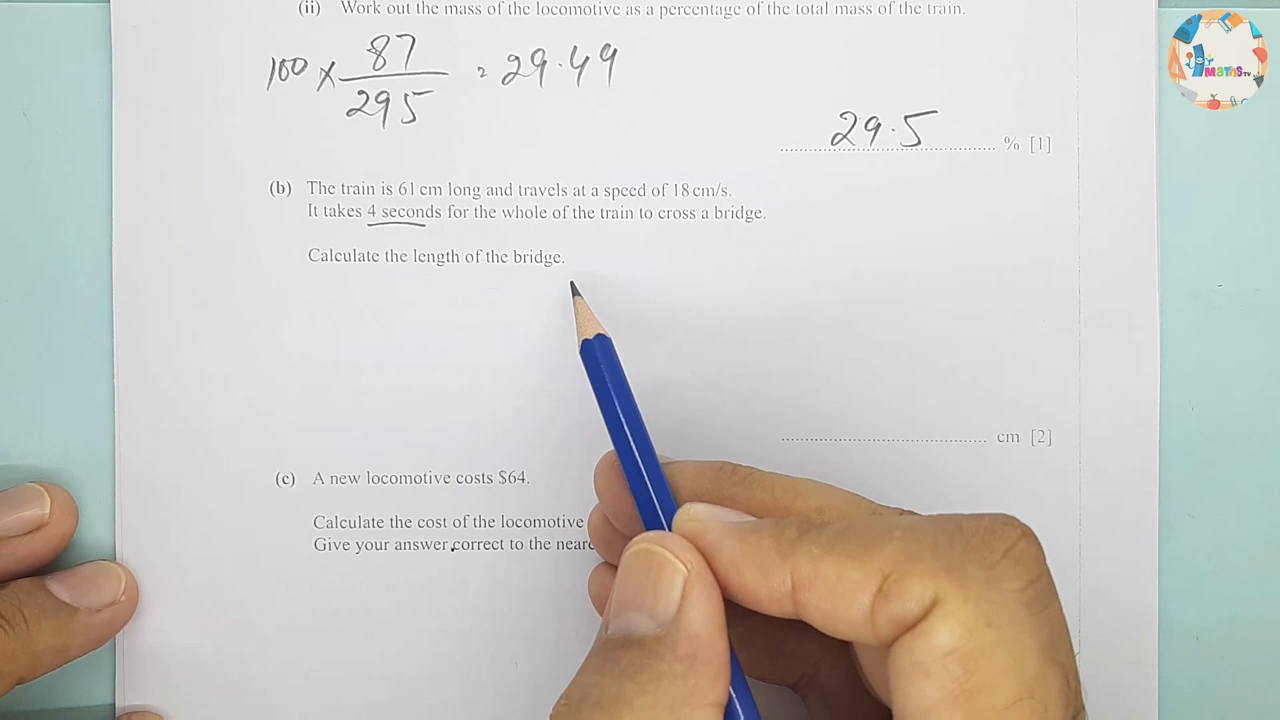 (ii) Work out the mass of the locomotive as a percentage of the total mass of the train.
100 × 87/295 = 29.49
29.5 % [1]
(b) The train is 61 cm long and travels at a speed of 18 cm/s.
It takes 4 seconds for the whole of the train to cross a bridge.
Calculate the length of the bridge.
cm [2]
(c) A new locomotive costs $64.
Calculate the cost of the locomotive
Give your answer correct to the
MATHS TV